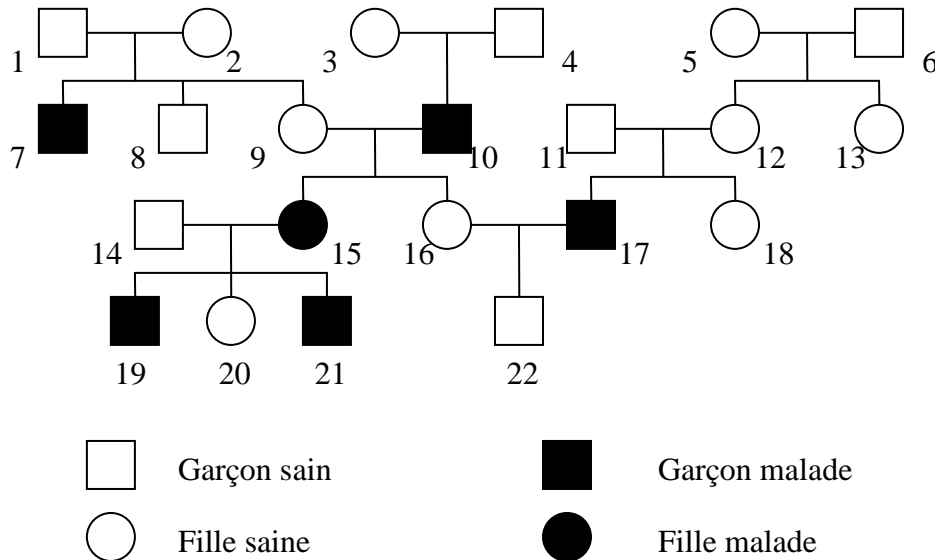 1 2 3 4 5 6
7 8 9 10 11 12 13
14 15 16 17 18
19 20 21 22
Garçon sain Garçon malade
Fille saine Fille malade